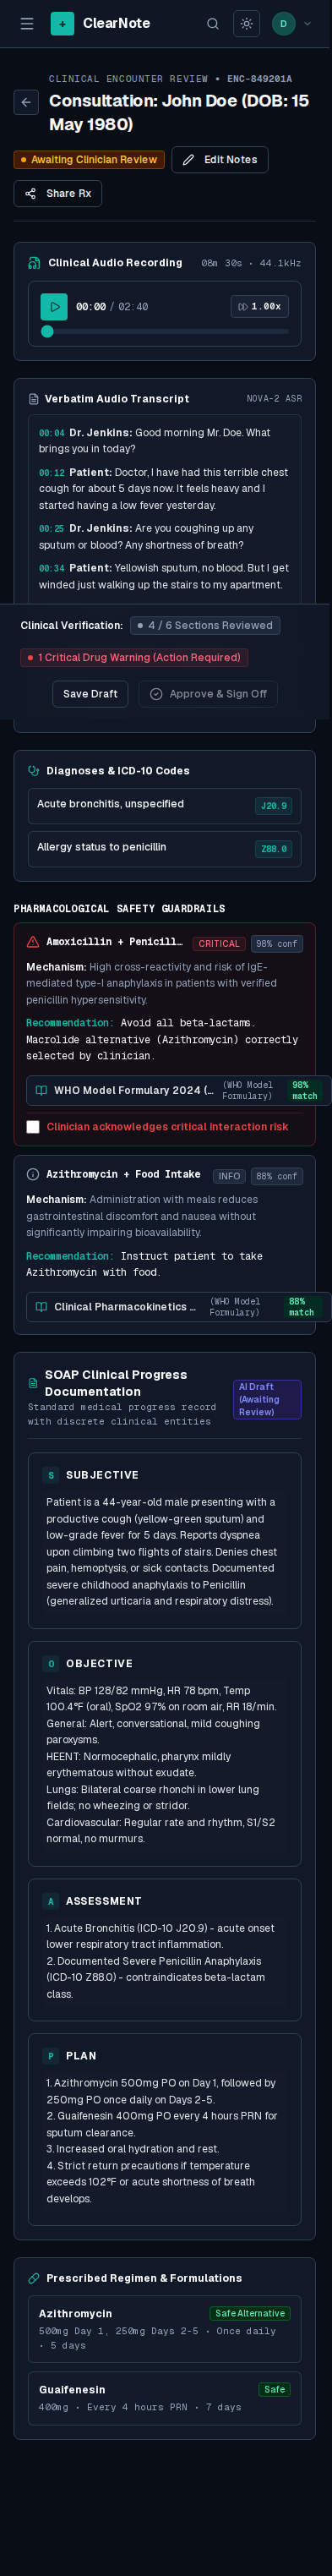 ClearNote
D
CLINICAL ENCOUNTER REVIEW • ENC-849201A
Consultation: John Doe (DOB: 15
May 1980)
Awaiting Clinician Review
Edit Notes
Share Rx
Clinical Audio Recording
08m 30s • 44.1kHz
00:00 / 02:40
1.00x
Verbatim Audio Transcript
NOVA-2 ASR
00:04 Dr. Jenkins: Good morning Mr. Doe. What
brings you in today?
00:12 Patient: Doctor, I have had this terrible chest
cough for about 5 days now. It feels heavy and I
started having a low fever yesterday.
00:25 Dr. Jenkins: Are you coughing up any
sputum or blood? Any shortness of breath?
00:34 Patient: Yellowish sputum, no blood. But I get
winded just walking up the stairs to my apartment.
Clinical Verification:
4 / 6 Sections Reviewed
1 Critical Drug Warning (Action Required)
Save Draft
Approve & Sign Off
Diagnoses & ICD-10 Codes
Acute bronchitis, unspecified
J20.9
Allergy status to penicillin
Z88.0
PHARMACOLOGICAL SAFETY GUARDRAILS
Amoxicillin + Penicill…
CRITICAL
98% conf
Mechanism: High cross-reactivity and risk of IgE-
mediated type-I anaphylaxis in patients with verified
penicillin hypersensitivity.
Recommendation: Avoid all beta-lactams.
Macrolide alternative (Azithromycin) correctly
selected by clinician.
WHO Model Formulary 2024 (…
(WHO Model
Formulary)
98%
match
Clinician acknowledges critical interaction risk
Azithromycin + Food Intake
INFO
88% conf
Mechanism: Administration with meals reduces
gastrointestinal discomfort and nausea without
significantly impairing bioavailability.
Recommendation: Instruct patient to take
Azithromycin with food.
Clinical Pharmacokinetics …
(WHO Model
Formulary)
88%
match
SOAP Clinical Progress
Documentation
Standard medical progress record
with discrete clinical entities
AI Draft
(Awaiting
Review)
S SUBJECTIVE
Patient is a 44-year-old male presenting with a
productive cough (yellow-green sputum) and
low-grade fever for 5 days. Reports dyspnea
upon climbing two flights of stairs. Denies chest
pain, hemoptysis, or sick contacts. Documented
severe childhood anaphylaxis to Penicillin
(generalized urticaria and respiratory distress).
O OBJECTIVE
Vitals: BP 128/82 mmHg, HR 78 bpm, Temp
100.4°F (oral), SpO2 97% on room air, RR 18/min.
General: Alert, conversational, mild coughing
paroxysms.
HEENT: Normocephalic, pharynx mildly
erythematous without exudate.
Lungs: Bilateral coarse rhonchi in lower lung
fields; no wheezing or stridor.
Cardiovascular: Regular rate and rhythm, S1/S2
normal, no murmurs.
A ASSESSMENT
1. Acute Bronchitis (ICD-10 J20.9) - acute onset
lower respiratory tract inflammation.
2. Documented Severe Penicillin Anaphylaxis
(ICD-10 Z88.0) - contraindicates beta-lactam
class.
P PLAN
1. Azithromycin 500mg PO on Day 1, followed by
250mg PO once daily on Days 2-5.
2. Guaifenesin 400mg PO every 4 hours PRN for
sputum clearance.
3. Increased oral hydration and rest.
4. Strict return precautions if temperature
exceeds 102°F or acute shortness of breath
develops.
Prescribed Regimen & Formulations
Azithromycin
Safe Alternative
500mg Day 1, 250mg Days 2-5 • Once daily
• 5 days
Guaifenesin
Safe
400mg • Every 4 hours PRN • 7 days